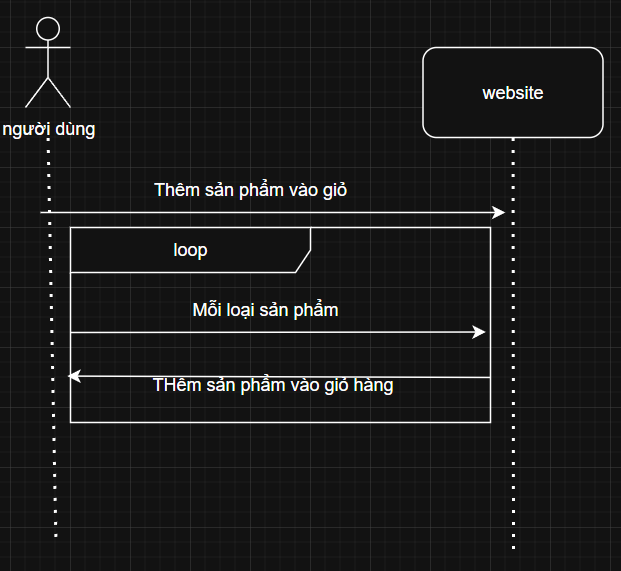 người dùng
website
Thêm sản phẩm vào giỏ
loop
Mỗi loại sản phẩm
THêm sản phẩm vào giỏ hàng